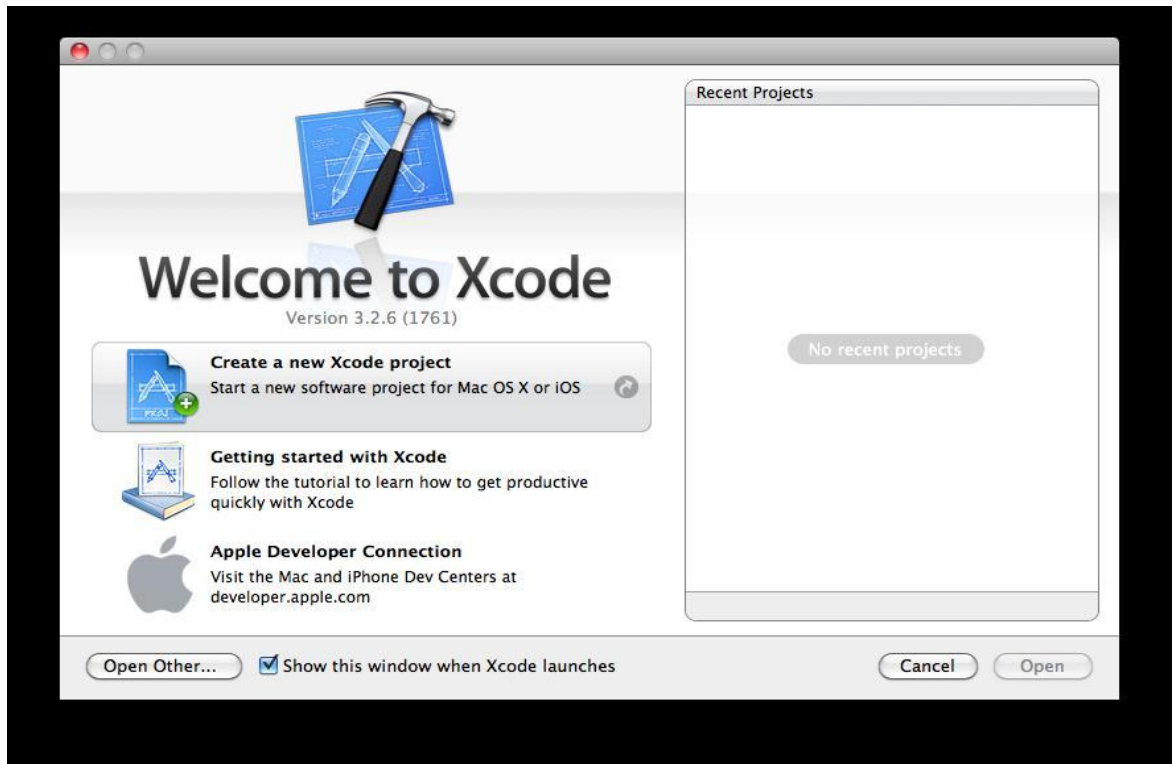 Recent Projects
Welcome to Xcode
Version 3.2.6 (1761)
No recent projects
Create a new Xcode project
Start a new software project for Mac OS X or iOS
PROJ
Getting started with Xcode
Follow the tutorial to learn how to get productive
quickly with Xcode
Apple Developer Connection
Visit the Mac and iPhone Dev Centers at
developer.apple.com
Open Other...
Show this window when Xcode launches
Cancel
Open